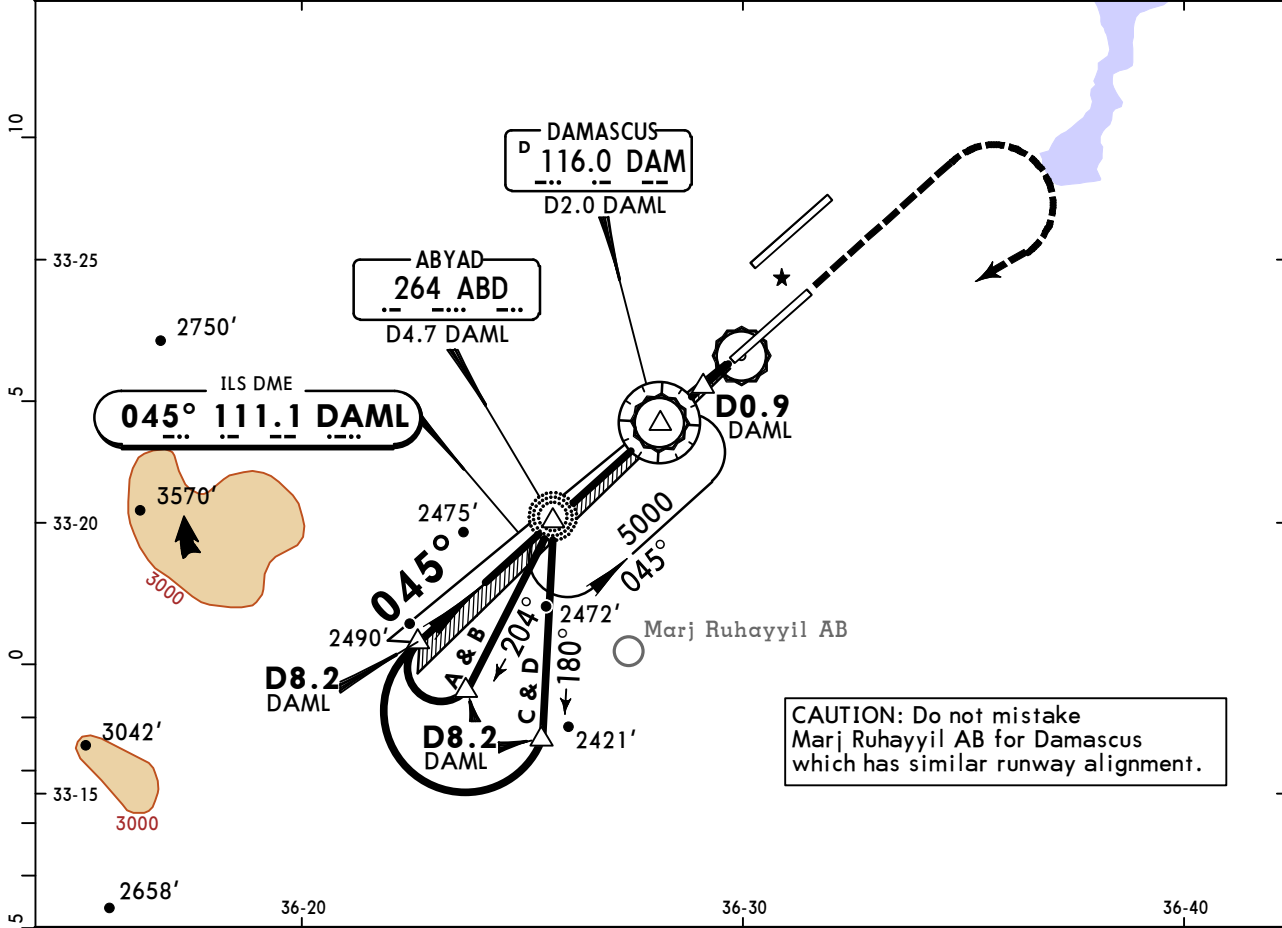 10
DAMASCUS
D 116.0 DAM
D2.0 DAML
33-25
ABYAD
264 ABD
D4.7 DAML
2750'
5
ILS DME
045° 111.1 DAML
D0.9
DAML
3570'
2475'
5000
045°
33-20
3000
045°
2472'
204°
A & B
180°
C & D
2490'
Marj Ruhayyil AB
0
D8.2
DAML
D8.2
DAML
2421'
3042'
CAUTION: Do not mistake
Marj Ruhayyil AB for Damascus
which has similar runway alignment.
33-15
3000
2658'
5
36-20
36-30
36-40